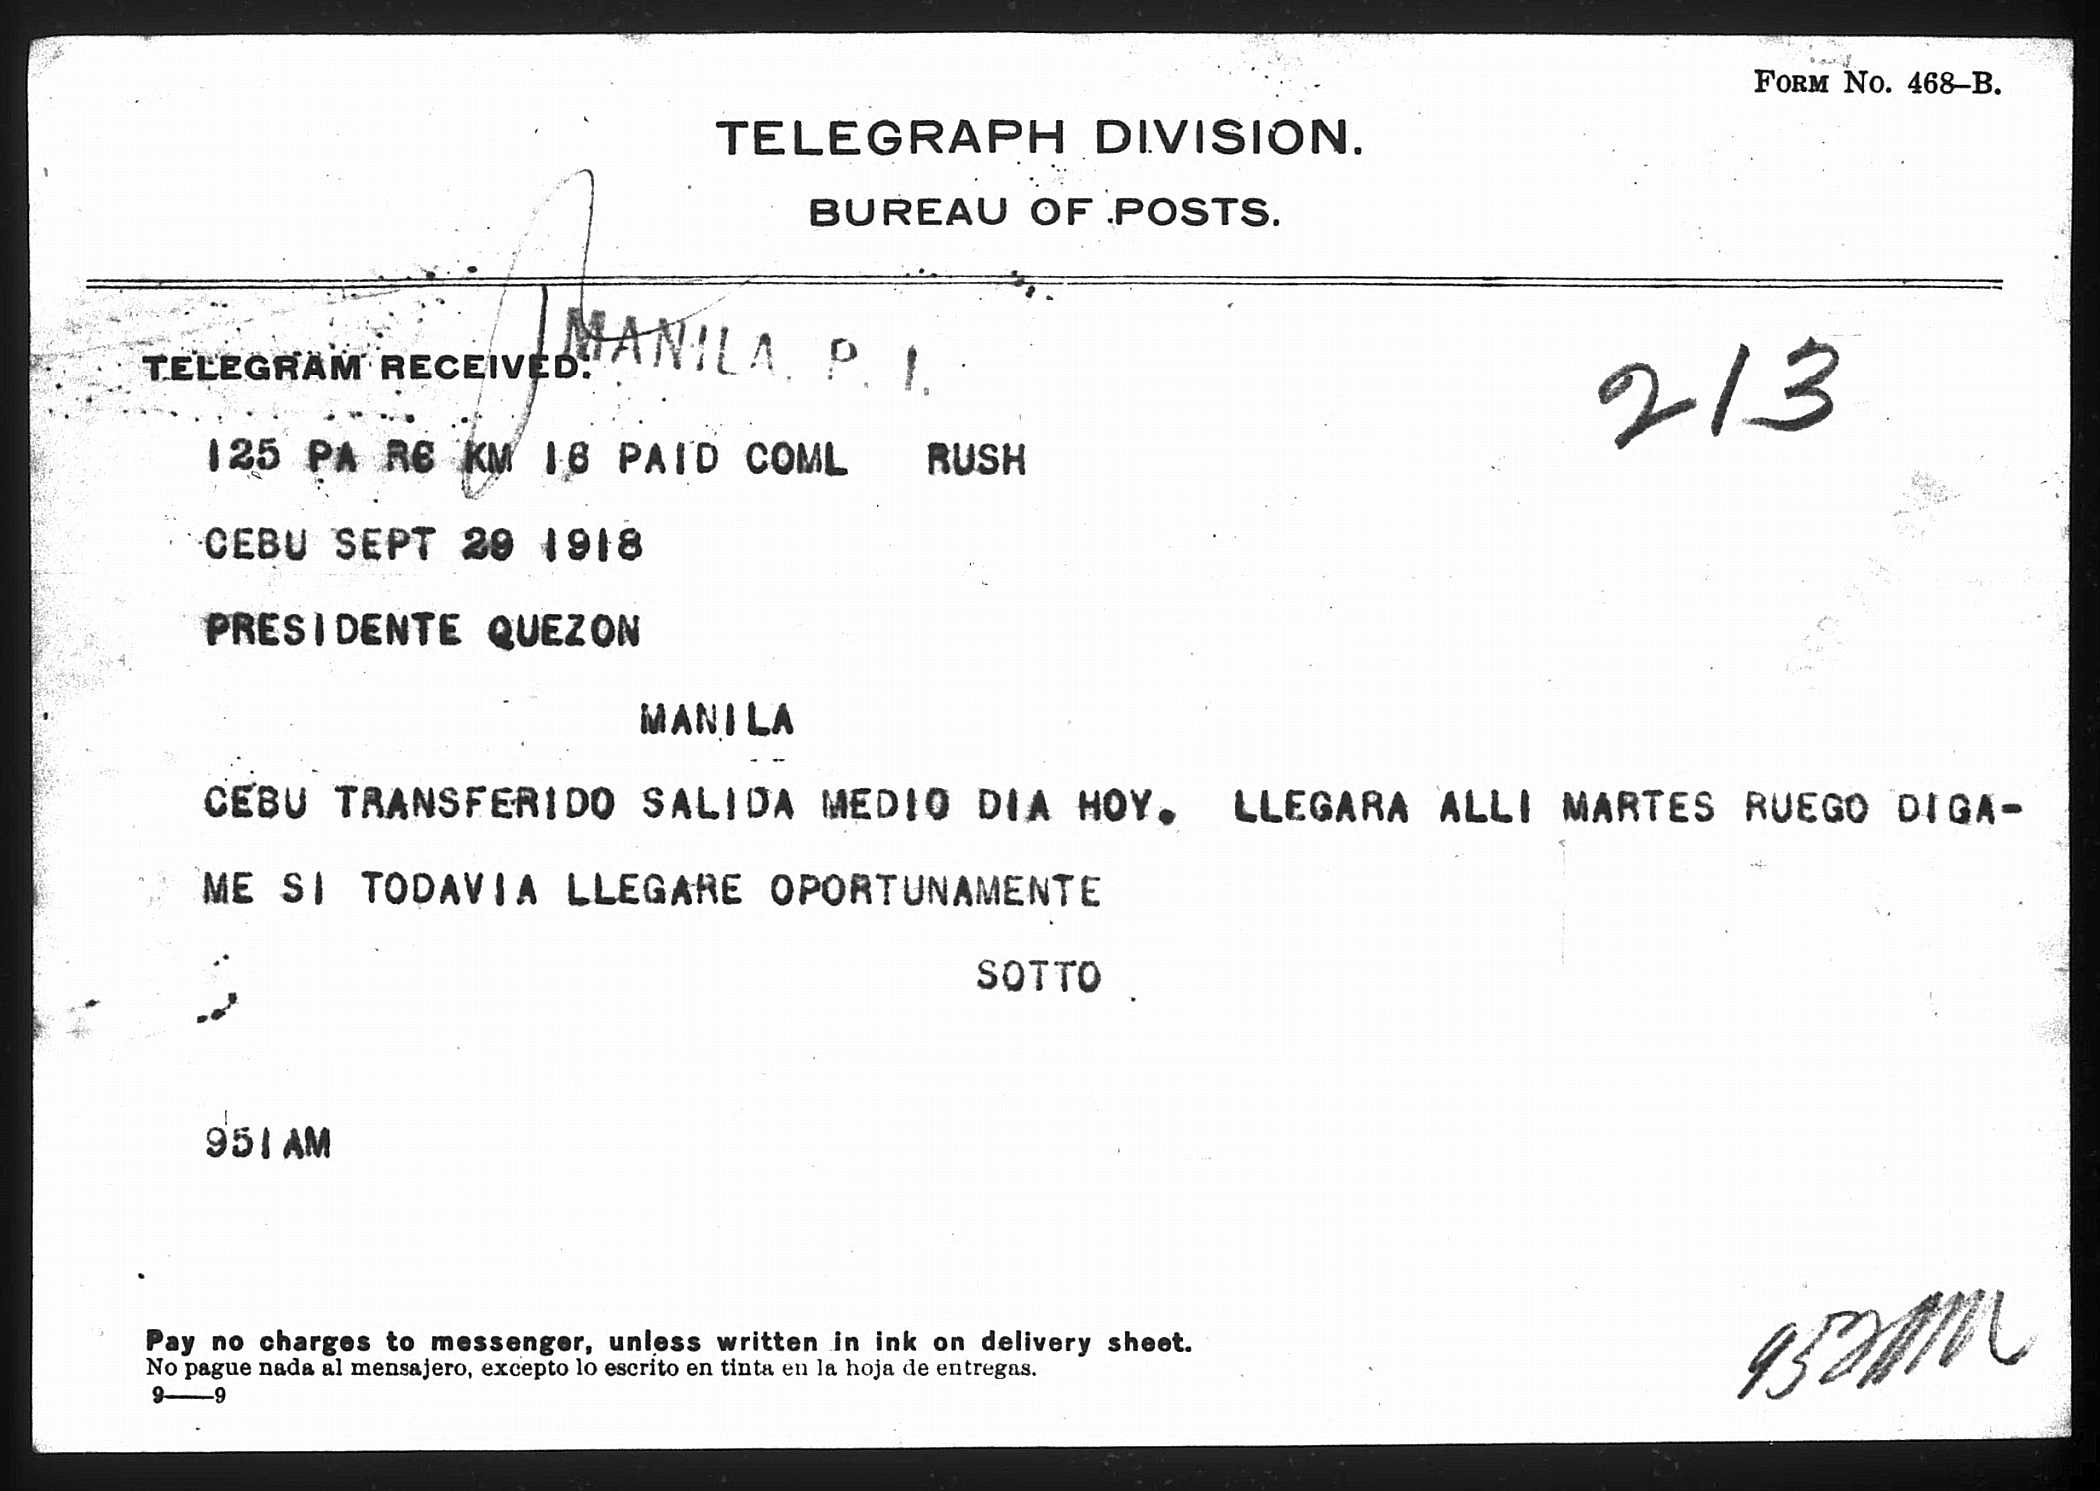 FORM No. 468–B.
TELEGRAPH DIVISION.
BUREAU OF POSTS.
TELEGRAM RECEIVED: MANILA. P. I.
213
125 PA R6 KM 16 PAID COML RUSH
CEBU SEPT 29 1918
PRESIDENTE QUEZON
MANILA
CEBU TRANSFERIDO SALIDA MEDIO DIA HOY. LLEGARA ALLI MARTES RUEGO DIGA-
ME SI TODAVIA LLEGARE OPORTUNAMENTE
SOTTO
951AM
Pay no charges to messenger, unless written in ink on delivery sheet.
No pague nada al mensajero, excepto lo escrito en tinta en la hoja de entregas.
9——9
952AM